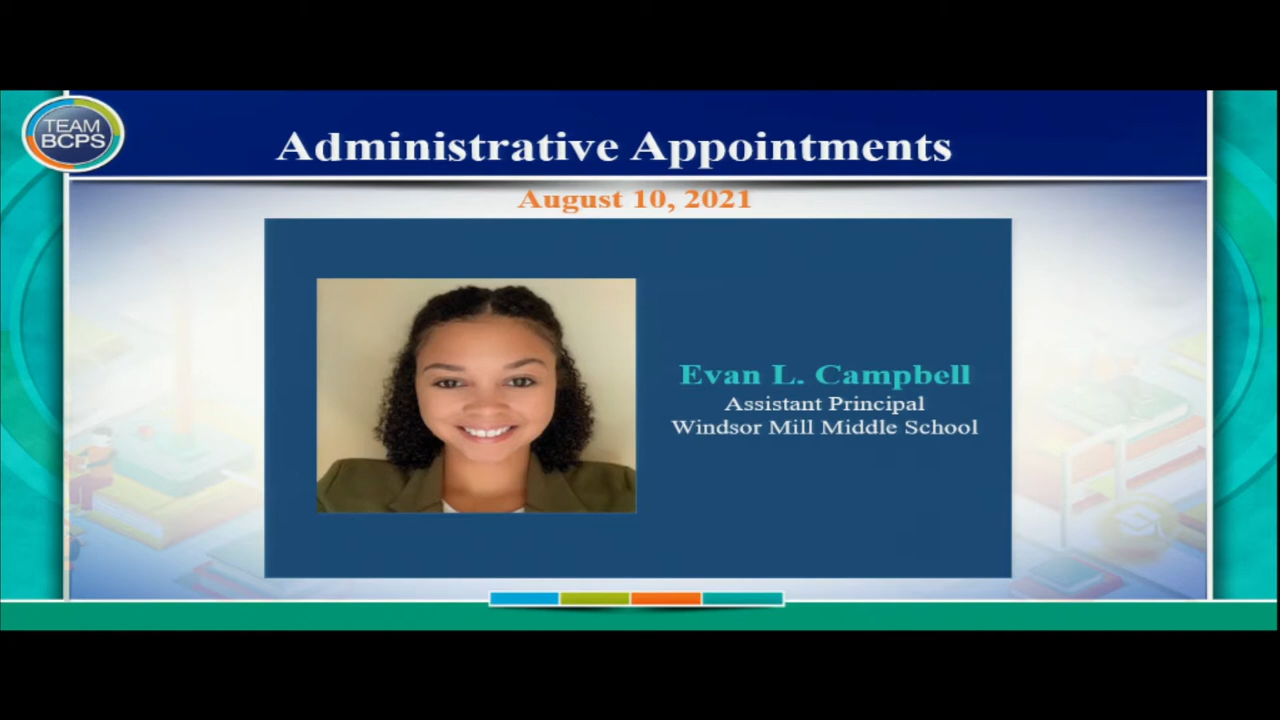 TEAM
BCPS
Administrative Appointments
August 10, 2021
Evan L. Campbell
Assistant Principal
Windsor Mill Middle School